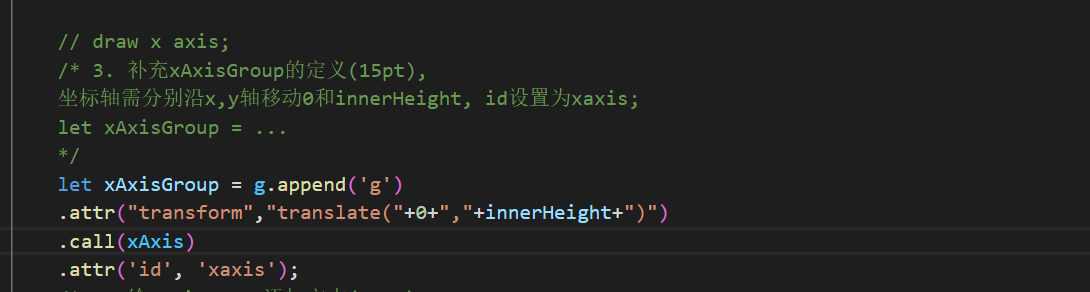 // draw x axis;
/* 3. 补充xAxisGroup的定义(15pt),
坐标轴需分别沿x,y轴移动0和innerHeight, id设置为xaxis;
let xAxisGroup = ...
*/
let xAxisGroup = g.append('g')
.attr("transform","translate("+0+","+innerHeight+")")
.call(xAxis)
.attr('id', 'xaxis');